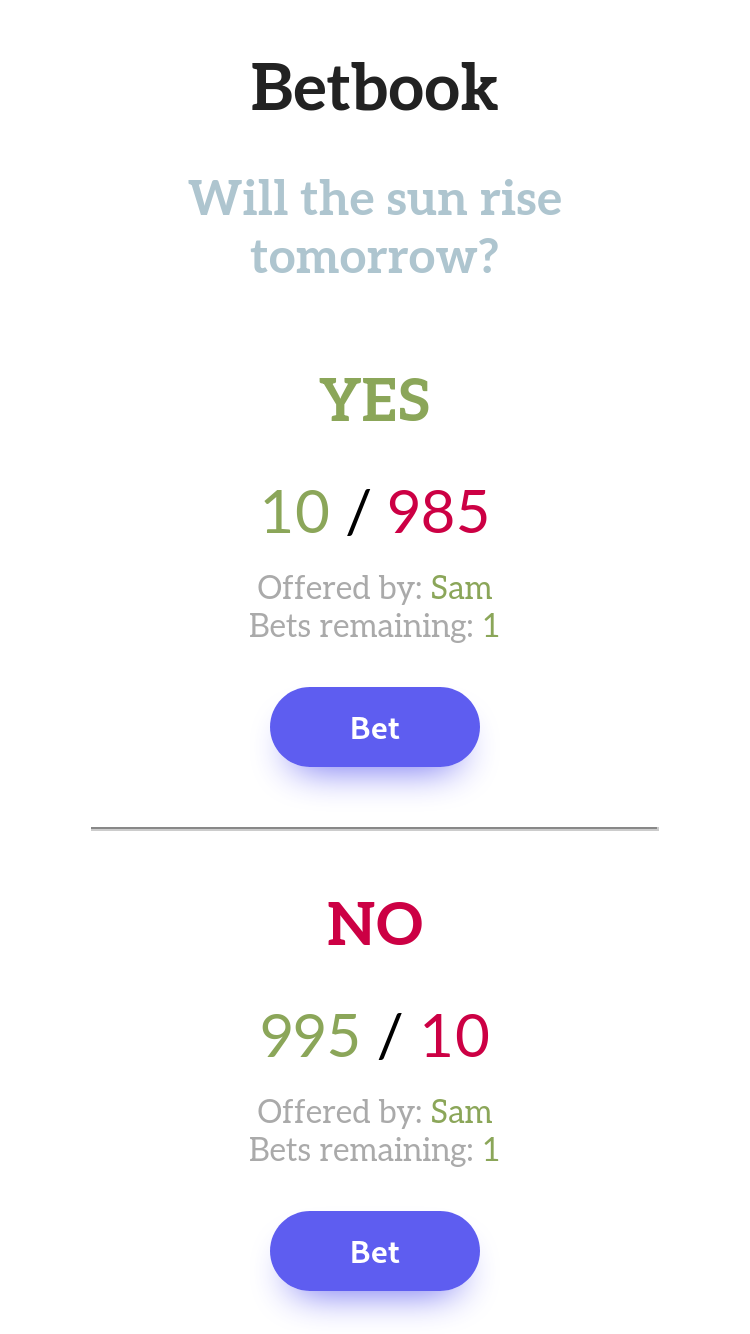 Betbook
Will the sun rise
tomorrow?
YES
10 / 985
Offered by: Sam
Bets remaining: 1
Bet
NO
995 / 10
Offered by: Sam
Bets remaining: 1
Bet